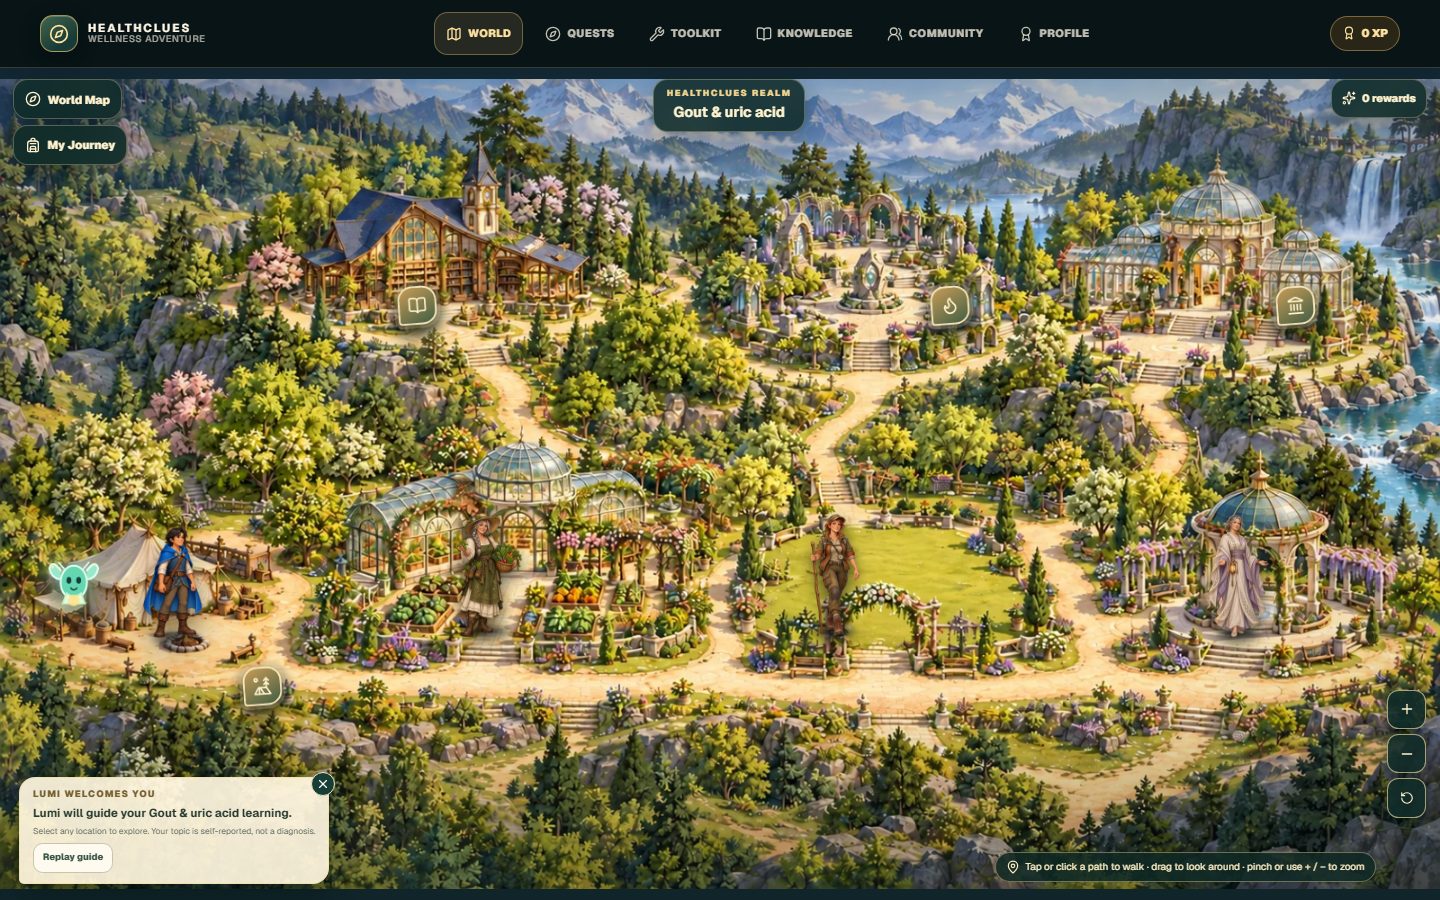 HEALTHCLUES
WELLNESS ADVENTURE
WORLD
QUESTS
TOOLKIT
KNOWLEDGE
COMMUNITY
PROFILE
0 XP
World Map
My Journey
HEALTHCLUES REALM
Gout & uric acid
0 rewards
LUMI WELCOMES YOU
Lumi will guide your Gout & uric acid learning.
Select any location to explore. Your topic is self-reported, not a diagnosis.
Replay guide
Tap or click a path to walk · drag to look around · pinch or use + / − to zoom